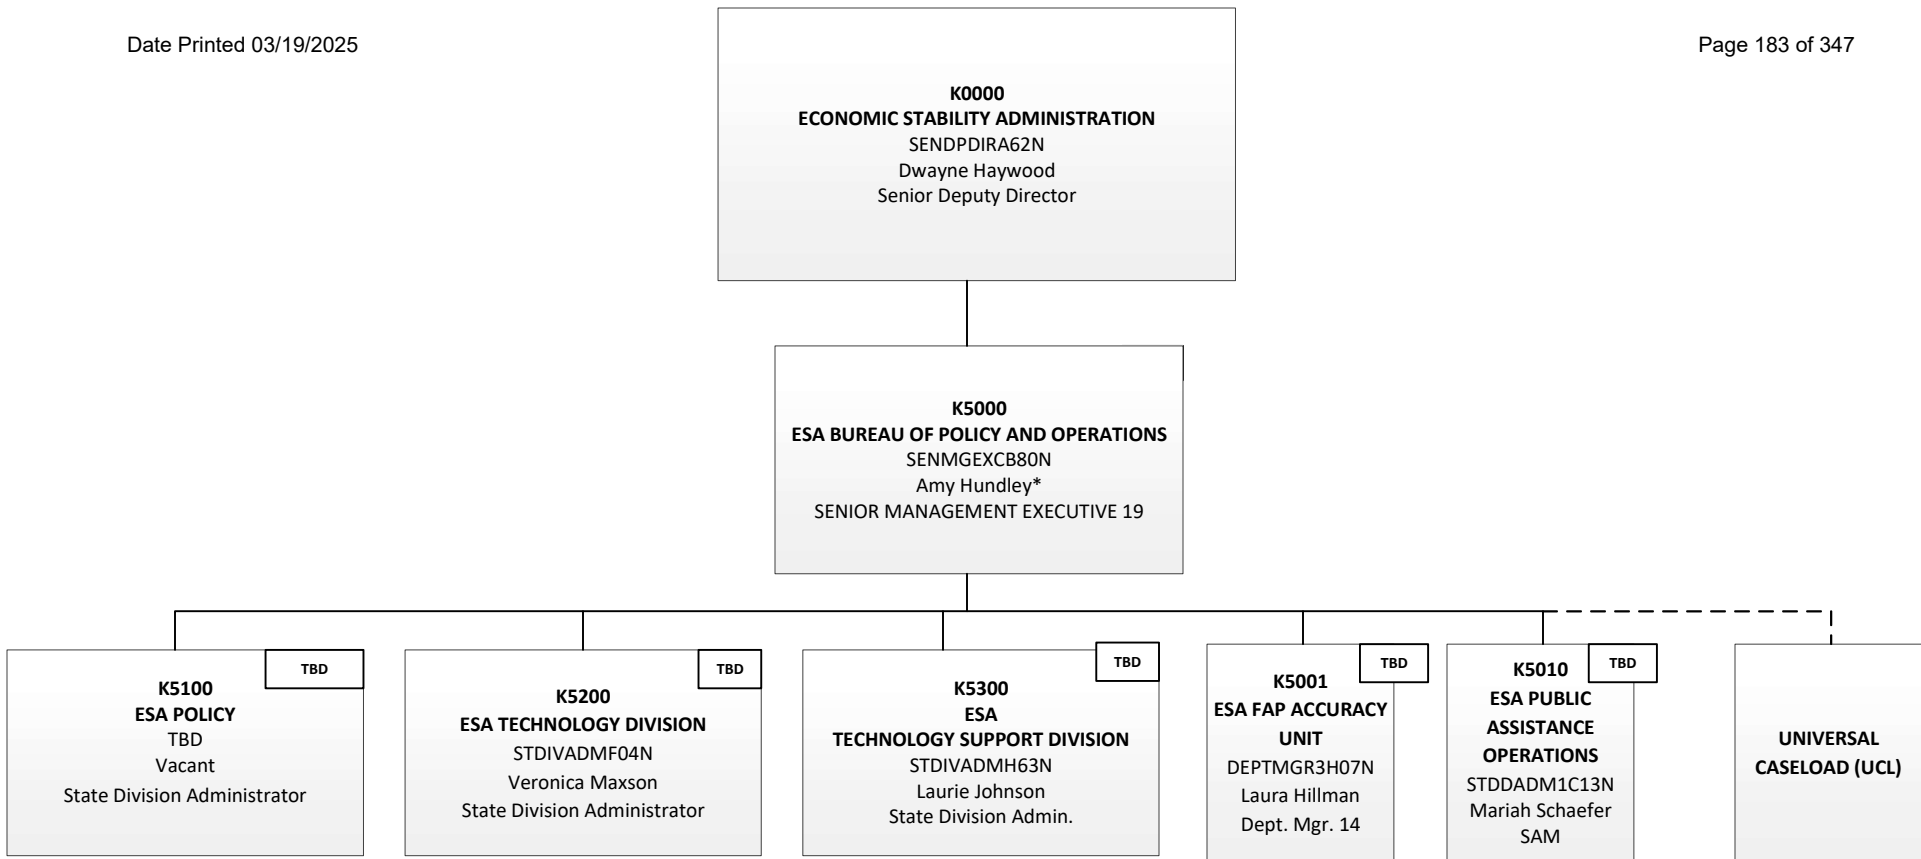 Date Printed 03/19/2025
Page 183 of 347
K0000
ECONOMIC STABILITY ADMINISTRATION
SENDPDIRA62N
Dwayne Haywood
Senior Deputy Director
K5000
ESA BUREAU OF POLICY AND OPERATIONS
SENMGEXCB80N
Amy Hundley*
SENIOR MANAGEMENT EXECUTIVE 19
TBD
K5100
ESA POLICY
TBD
Vacant
State Division Administrator
TBD
K5200
ESA TECHNOLOGY DIVISION
STDIVADMF04N
Veronica Maxson
State Division Administrator
TBD
K5300
ESA
TECHNOLOGY SUPPORT DIVISION
STDIVADMH63N
Laurie Johnson
State Division Admin.
TBD
K5001
ESA FAP ACCURACY
UNIT
DEPTMGR3H07N
Laura Hillman
Dept. Mgr. 14
TBD
K5010
ESA PUBLIC
ASSISTANCE
OPERATIONS
STDDADM1C13N
Mariah Schaefer
SAM
UNIVERSAL
CASELOAD (UCL)